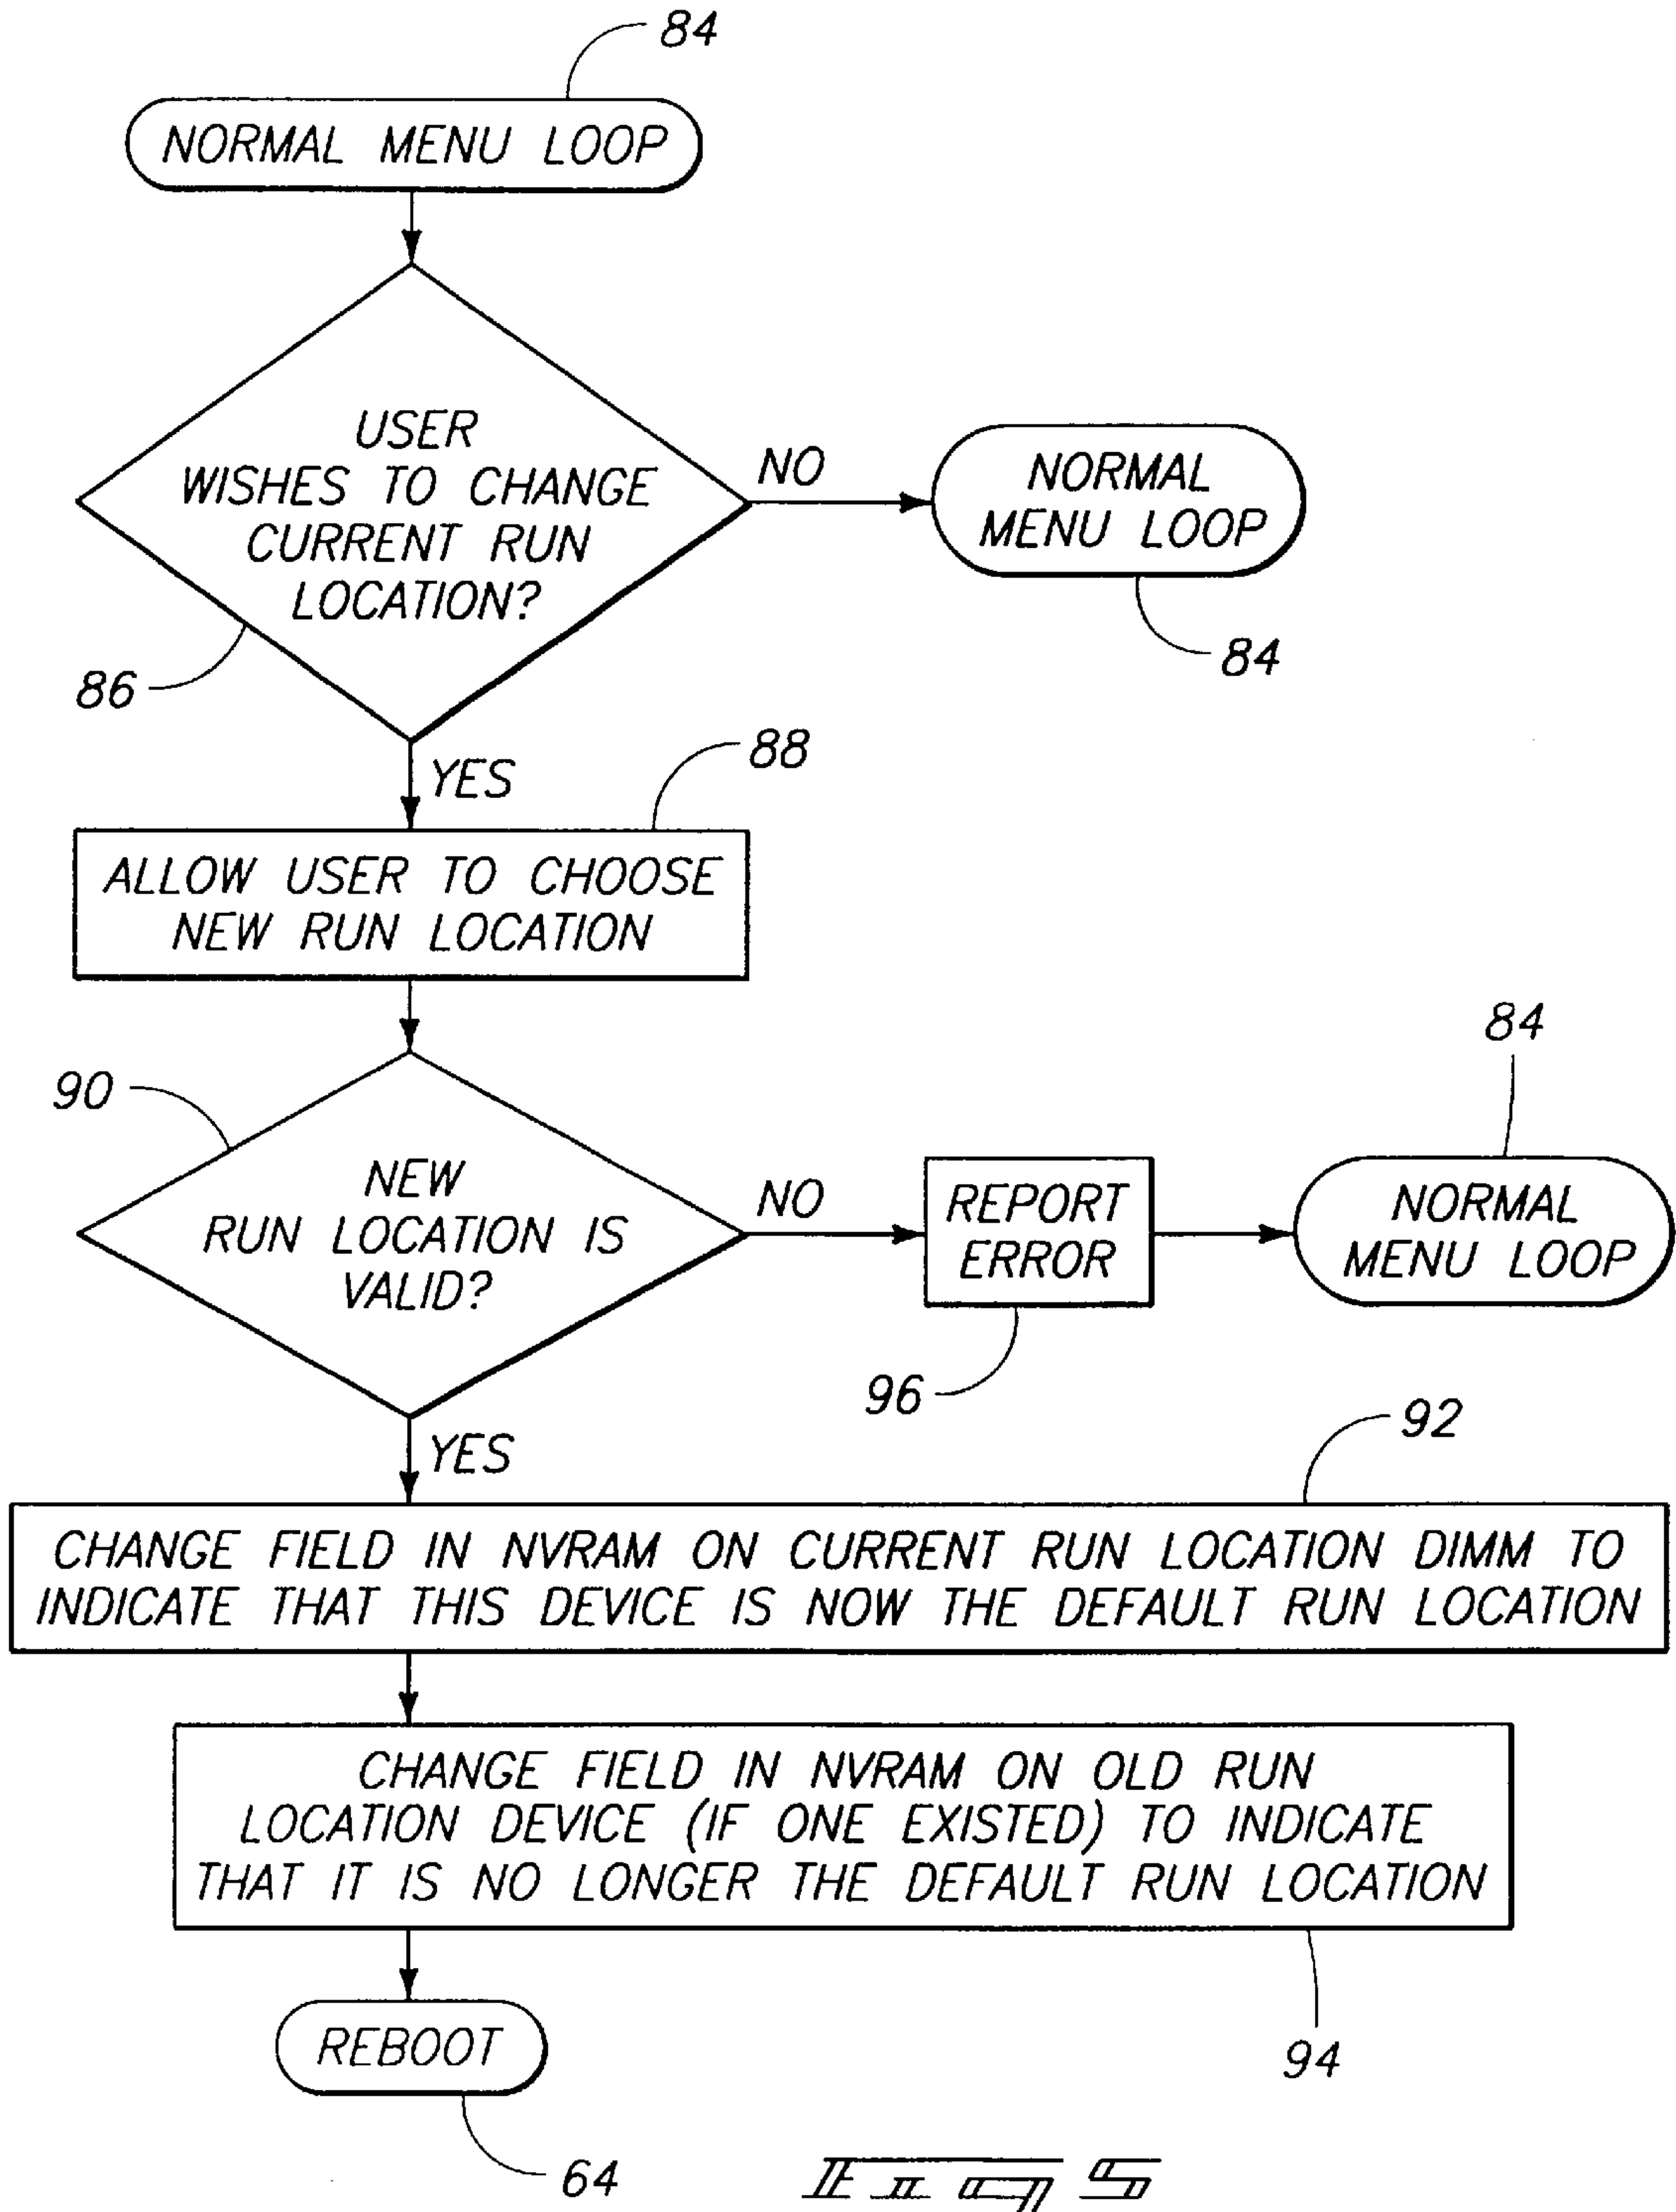 84
NORMAL MENU LOOP
USER
WISHES TO CHANGE
CURRENT RUN
LOCATION?
NO
NORMAL
MENU LOOP
84
86
YES
88
ALLOW USER TO CHOOSE
NEW RUN LOCATION
84
90
NEW
RUN LOCATION IS
VALID?
NO
REPORT
ERROR
NORMAL
MENU LOOP
96
YES
92
CHANGE FIELD IN NVRAM ON CURRENT RUN LOCATION DIMM TO
INDICATE THAT THIS DEVICE IS NOW THE DEFAULT RUN LOCATION
CHANGE FIELD IN NVRAM ON OLD RUN
LOCATION DEVICE (IF ONE EXISTED) TO INDICATE
THAT IT IS NO LONGER THE DEFAULT RUN LOCATION
REBOOT
94
64
Fig 5